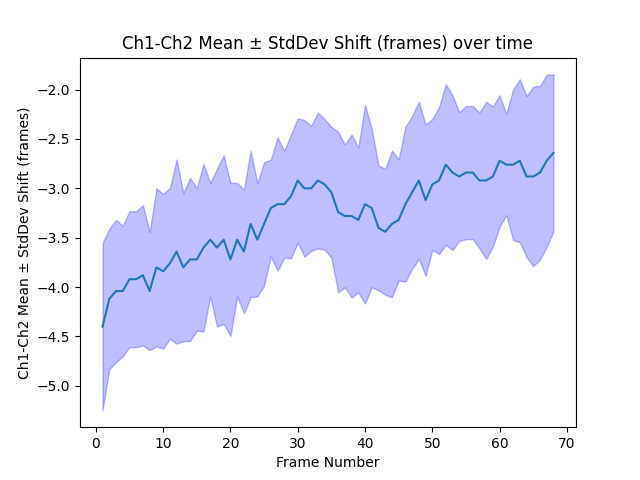 Ch1-Ch2 Mean ± StdDev Shift (frames) over time
Ch1-Ch2 Mean ± StdDev Shift (frames)
−2.0
−2.5
−3.0
−3.5
−4.0
−4.5
−5.0
0 10 20 30 40 50 60 70
Frame Number